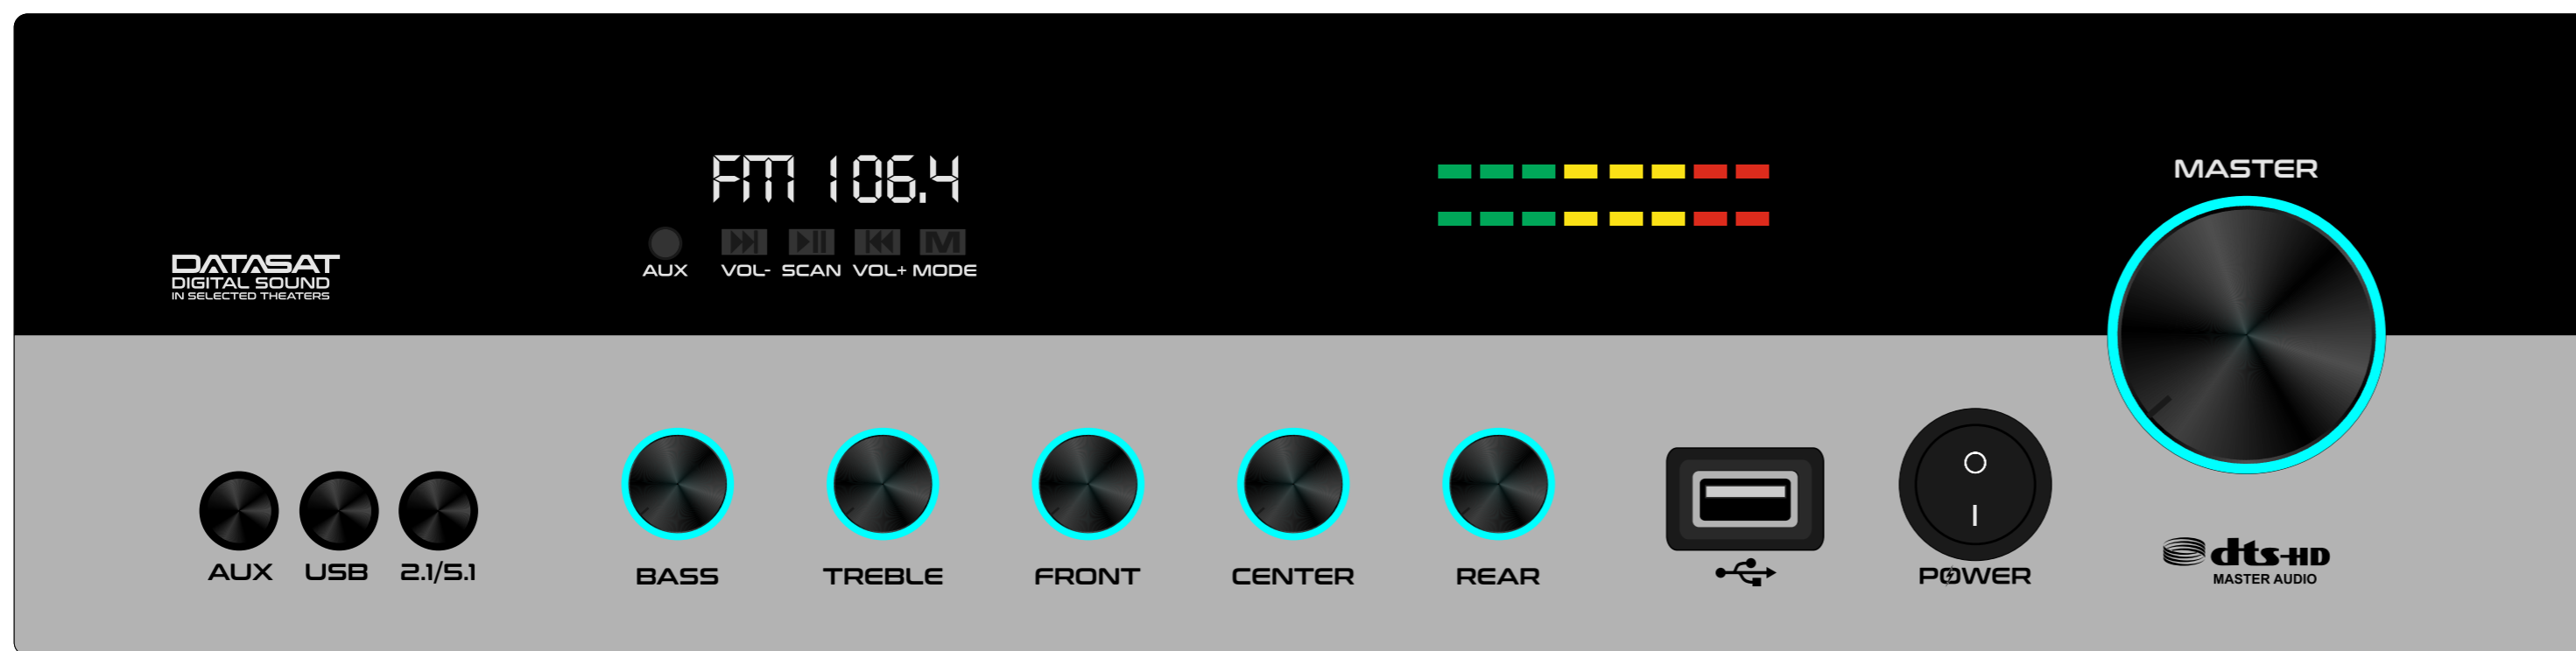 FM 106.4
MASTER
M
AUX VOL- SCAN VOL+ MODE
DATASAT
DIGITAL SOUND
IN SELECTED THEATERS
AUX USB 2.1/5.1
BASS TREBLE FRONT CENTER REAR
POWER
dts-HD
MASTER AUDIO